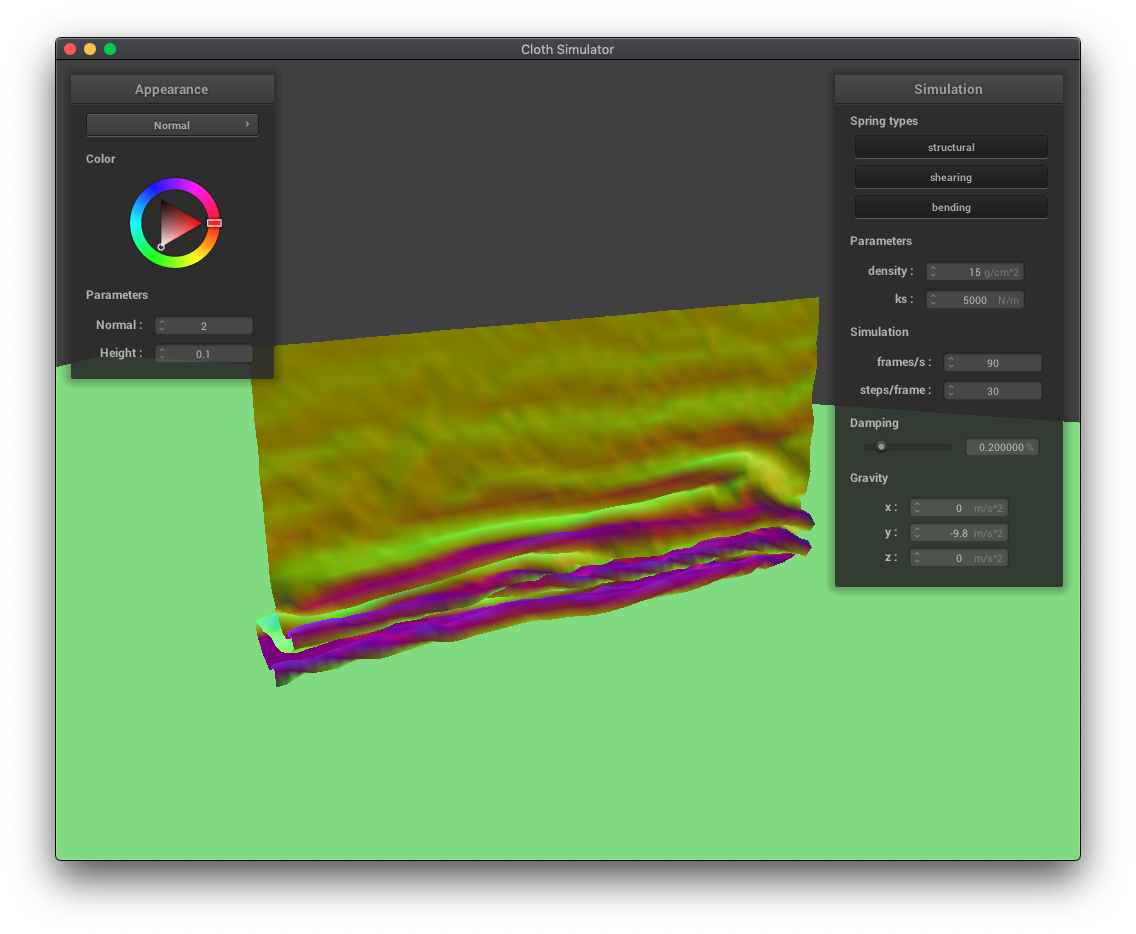 Cloth Simulator
Appearance
Normal ›
Color
Parameters
Normal : 2
Height : 0.1
Simulation
Spring types
structural
shearing
bending
Parameters
density : 15 g/cm^2
ks : 5000 N/m
Simulation
frames/s : 90
steps/frame : 30
Damping
0.200000 %
Gravity
x : 0 m/s^2
y : -9.8 m/s^2
z : 0 m/s^2